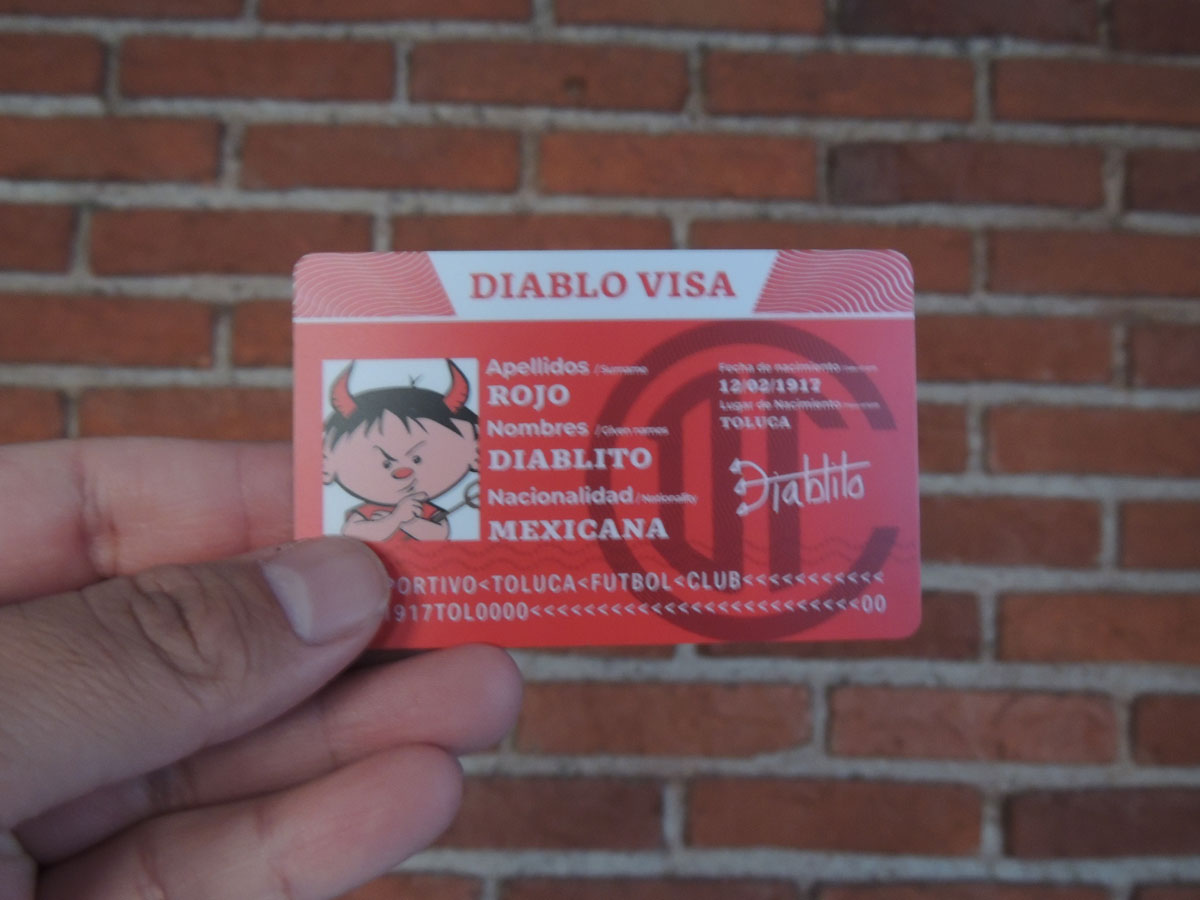 DIABLO VISA
Apellidos /Surname
ROJO
Nombres /Given names
DIABLITO
Nacionalidad /Nationality
MEXICANA
Fecha de nacimiento
12/02/1917
Lugar de Nacimiento
TOLUCA
Diablito
PORTIVO<TOLUCA<FUTBOL<CLUB<<<<<<<<<<<
1917TOL0000<<<<<<<<<<<<<<<<<<<<<<<<<00